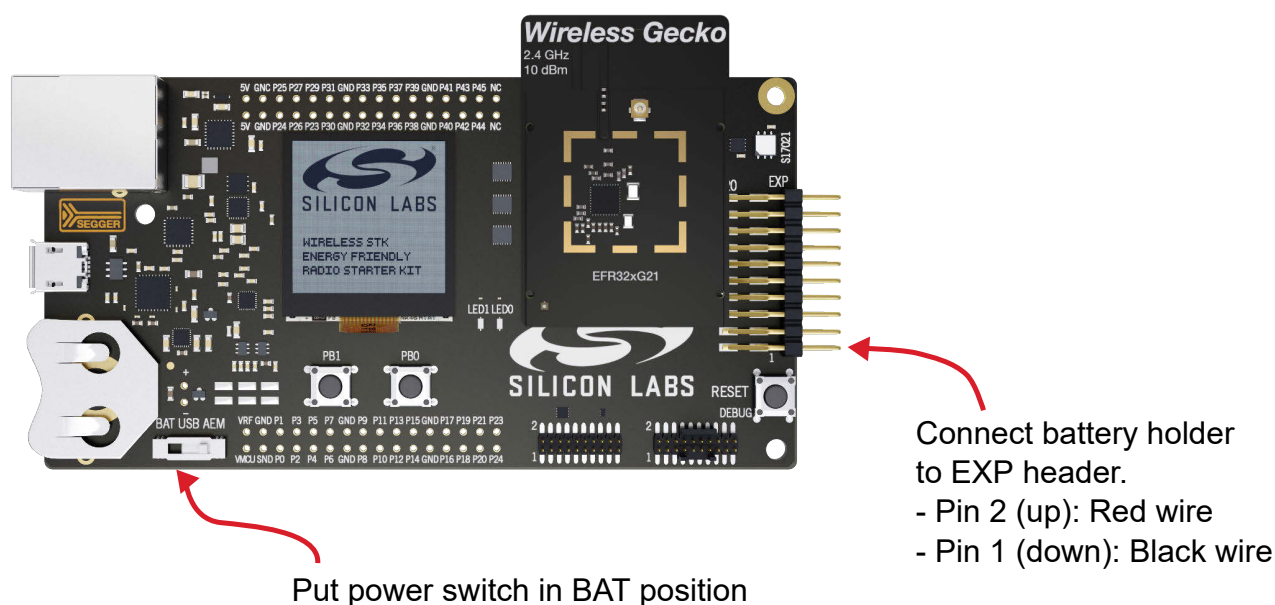 Wireless Gecko
2.4 GHz
10 dBm
5V GNC P25 P27 P29 P31 GND P33 P35 P37 P39 GND P41 P43 P45 NC
5V GND P24 P26 P23 P30 GND P32 P34 P36 P38 GND P40 P42 P44 NC
S17021
EXP
SEGGER
SILICON LABS
WIRELESS STK
ENERGY FRIENDLY
RADIO STARTER KIT
EFR32xG21
LED1 LED0
PB1 PB0
1
SILICON LABS
RESET
DEBUG
BAT USB AEM
VRF GND P1 P3 P5 P7 GND P9 P11 P13 P15 GND P17 P19 P21 P23
VMCU SND P0 P2 P4 P6 GND P8 P10 P12 P14 GND P16 P18 P20 P24
2
1
2
1
Connect battery holder
to EXP header.
- Pin 2 (up): Red wire
- Pin 1 (down): Black wire
Put power switch in BAT position